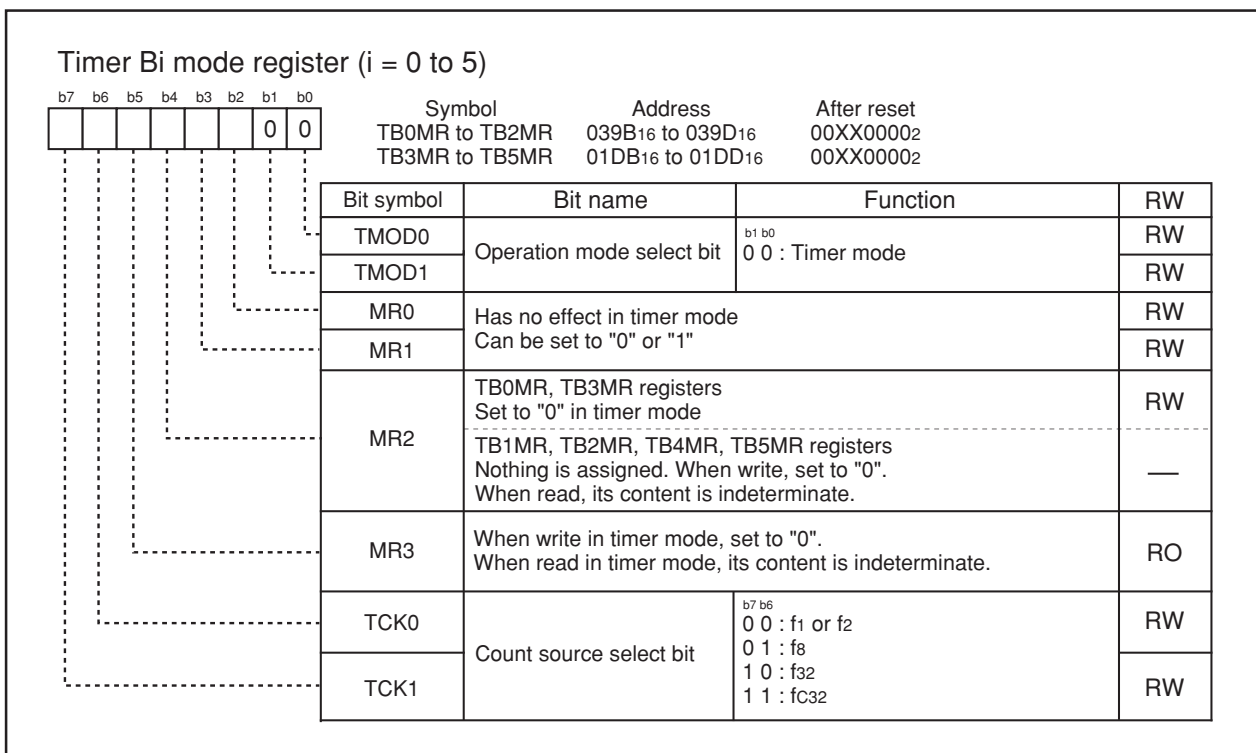 Timer Bi mode register (i = 0 to 5)
b7 b6 b5 b4 b3 b2 b1 b0
0 0
Symbol Address After reset
TB0MR to TB2MR 039B16 to 039D16 00XX00002
TB3MR to TB5MR 01DB16 to 01DD16 00XX00002
Bit symbol Bit name Function RW
TMOD0 Operation mode select bit b1 b0 RW
0 0 : Timer mode
TMOD1 RW
MR0 Has no effect in timer mode RW
MR1 Can be set to "0" or "1" RW
MR2 TB0MR, TB3MR registers RW
Set to "0" in timer mode
TB1MR, TB2MR, TB4MR, TB5MR registers
Nothing is assigned. When write, set to "0". —
When read, its content is indeterminate.
MR3 When write in timer mode, set to "0". RO
When read in timer mode, its content is indeterminate.
TCK0 Count source select bit b7 b6 RW
0 0 : f1 or f2
0 1 : f8
TCK1 1 0 : f32 RW
1 1 : fC32